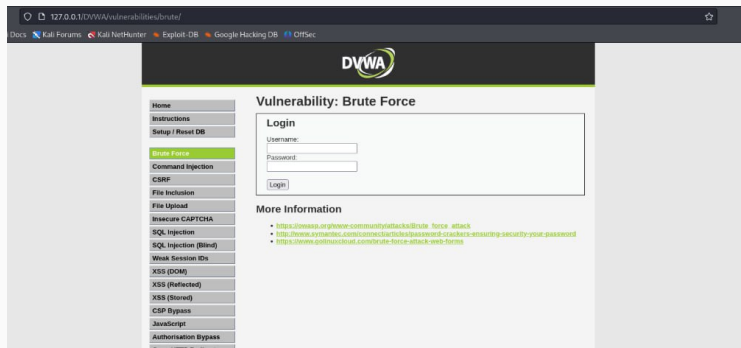 127.0.0.1/DVWA/vulnerabilities/brute/
Docs Kali Forums Kali NetHunter Exploit-DB Google Hacking DB OffSec
DVWA
Home
Instructions
Setup / Reset DB
Brute Force
Command Injection
CSRF
File Inclusion
File Upload
Insecure CAPTCHA
SQL Injection
SQL Injection (Blind)
Weak Session IDs
XSS (DOM)
XSS (Reflected)
XSS (Stored)
CSP Bypass
JavaScript
Authorisation Bypass
Vulnerability: Brute Force
Login
Username:
Password:
Login
More Information
https://owasp.org/www-community/attacks/Brute_force_attack
http://www.symantec.com/connect/articles/password-crackers-ensuring-security-your-password
https://www.golinuxcloud.com/brute-force-attack-web-forms